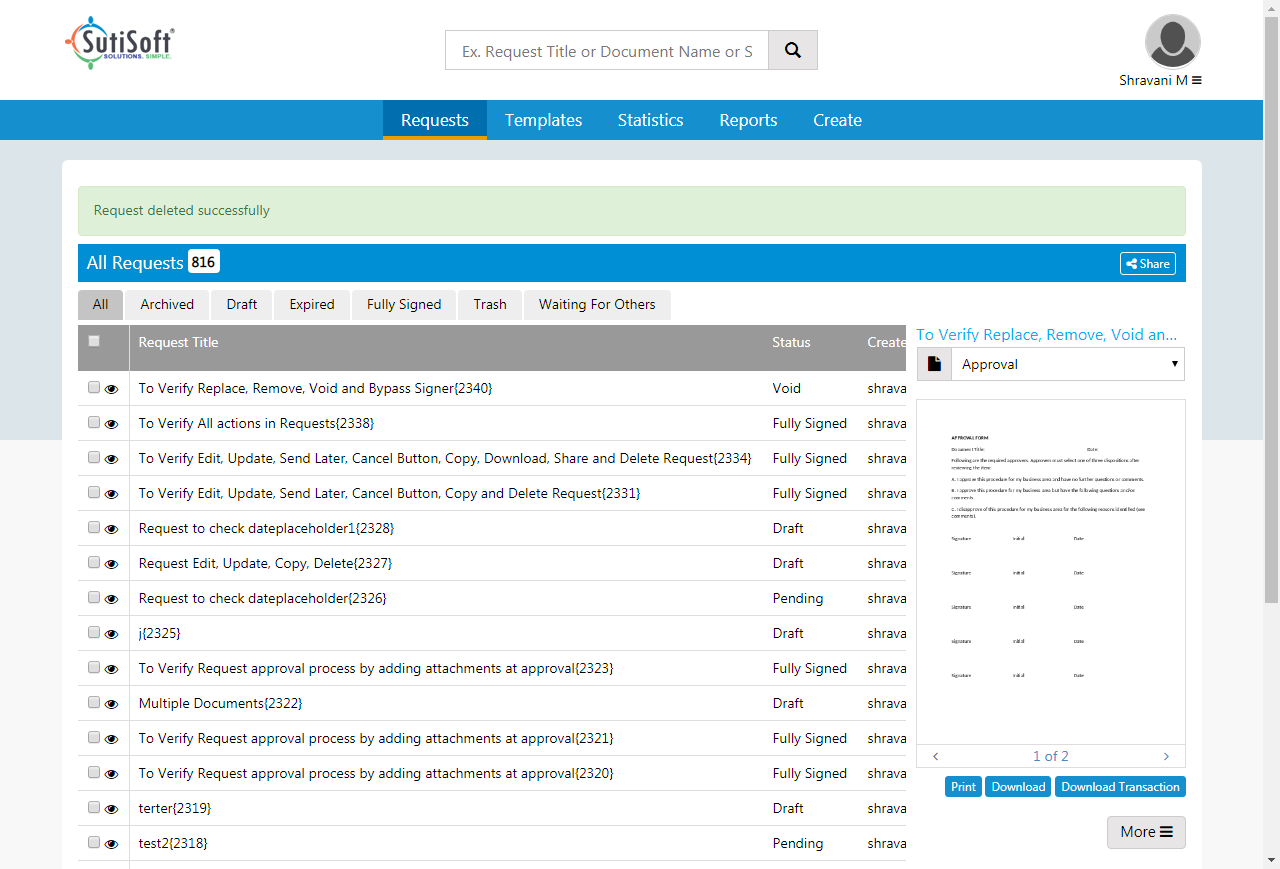 SutiSoft®
SOLUTIONS. SIMPLE.
Ex. Request Title or Document Name or S
Shravani M
Requests Templates Statistics Reports Create
Request deleted successfully
All Requests 816 Share
All Archived Draft Expired Fully Signed Trash Waiting For Others
To Verify Replace, Remove, Void an...
Request Title Status Create
Approval
To Verify Replace, Remove, Void and Bypass Signer{2340} Void shrava
To Verify All actions in Requests{2338} Fully Signed shrava
To Verify Edit, Update, Send Later, Cancel Button, Copy, Download, Share and Delete Request{2334} Fully Signed shrava
To Verify Edit, Update, Send Later, Cancel Button, Copy and Delete Request{2331} Fully Signed shrava
Request to check dateplaceholder1{2328} Draft shrava
Request Edit, Update, Copy, Delete{2327} Draft shrava
Request to check dateplaceholder{2326} Pending shrava
j{2325} Draft shrava
To Verify Request approval process by adding attachments at approval{2323} Fully Signed shrava
Multiple Documents{2322} Draft shrava
To Verify Request approval process by adding attachments at approval{2321} Fully Signed shrava
To Verify Request approval process by adding attachments at approval{2320} Fully Signed shrava
terter{2319} Draft shrava
test2{2318} Pending shrava
APPROVAL FORM
Document Title: Date:
Following are the required approvers. Approvers must select one of three dispositions after
reviewing the item:
A. I approve this procedure for my business area and have no further questions or comments.
B. I approve this procedure for my business area but have the following questions and/or
comments.
C. I disapprove of this procedure for my business area for the following reasons identified (see
comments).
Signature Initial Date
Signature Initial Date
Signature Initial Date
Signature Initial Date
Signature Initial Date
‹ 1 of 2 ›
Print Download Download Transaction
More